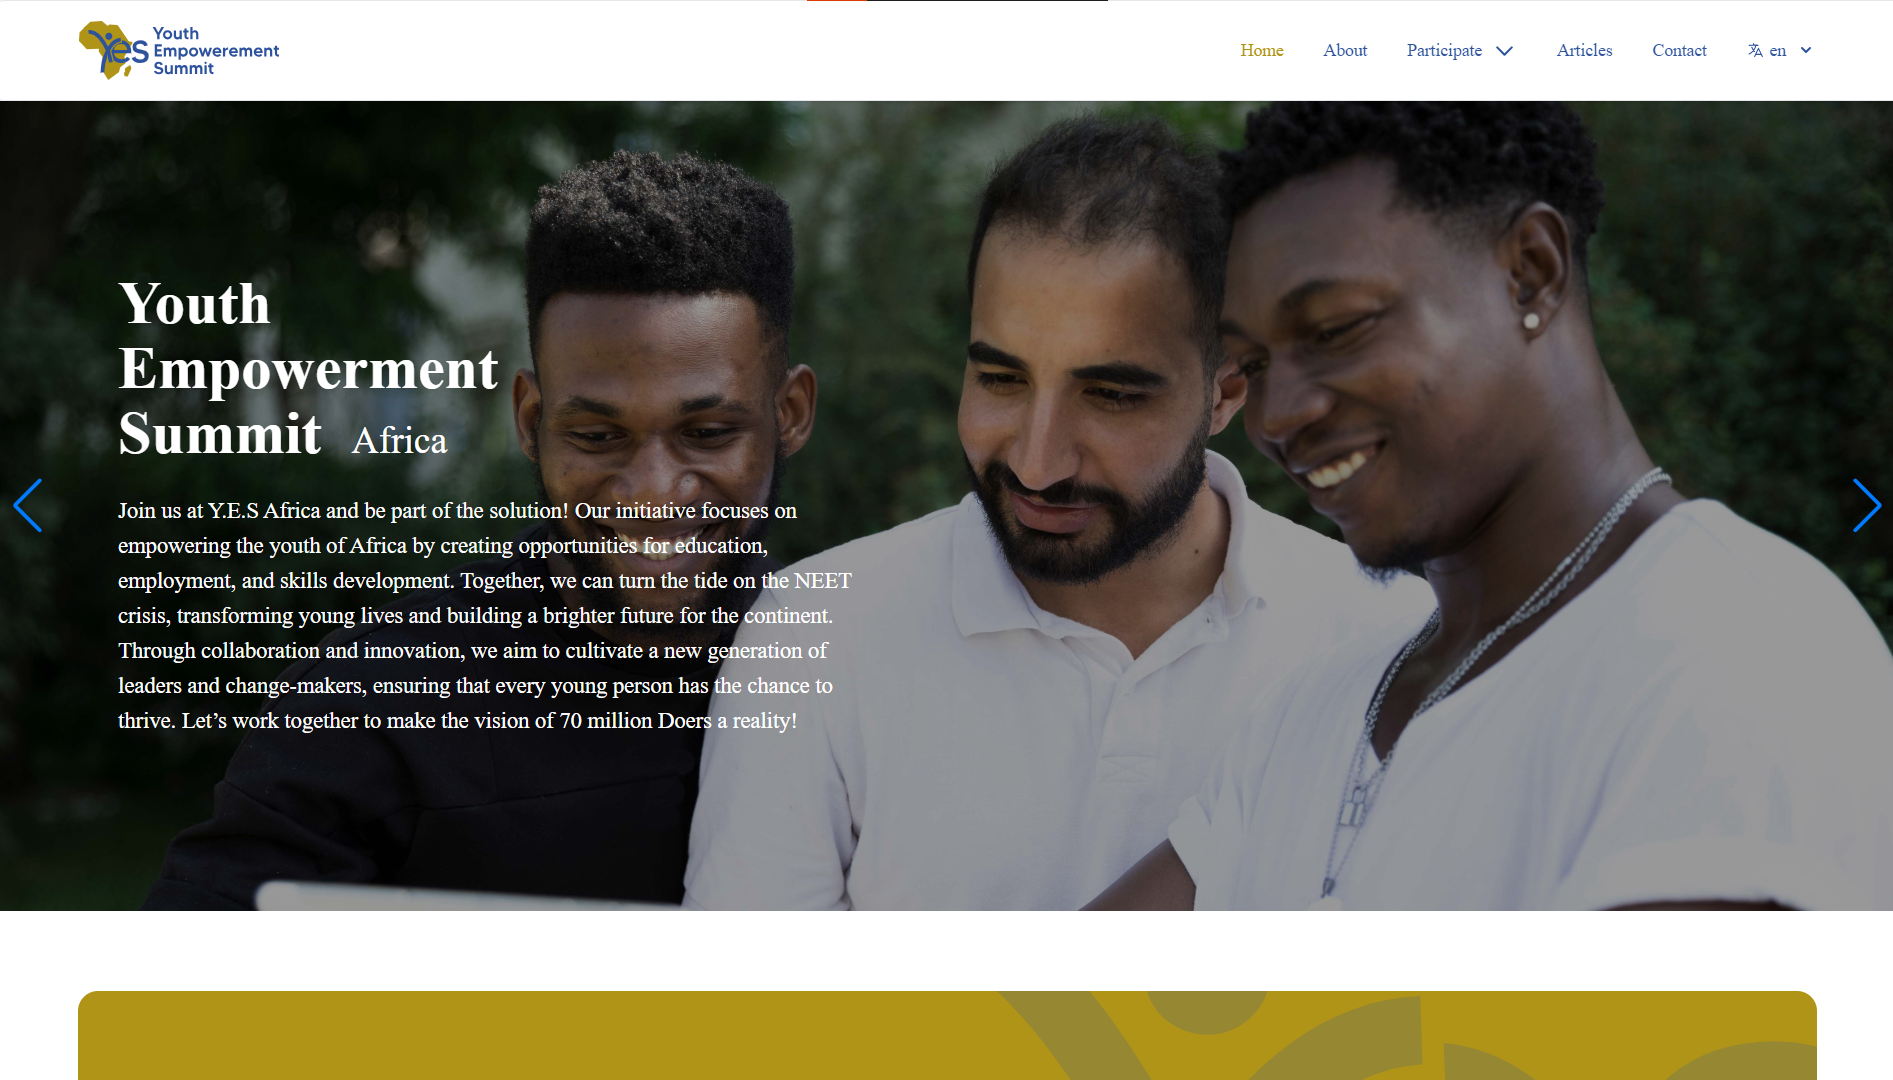 Yes
Youth
Empowerement
Summit
Home
About
Participate
Articles
Contact
en
Youth
Empowerment
Summit Africa
Join us at Y.E.S Africa and be part of the solution! Our initiative focuses on
empowering the youth of Africa by creating opportunities for education,
employment, and skills development. Together, we can turn the tide on the NEET
crisis, transforming young lives and building a brighter future for the continent.
Through collaboration and innovation, we aim to cultivate a new generation of
leaders and change-makers, ensuring that every young person has the chance to
thrive. Let’s work together to make the vision of 70 million Doers a reality!